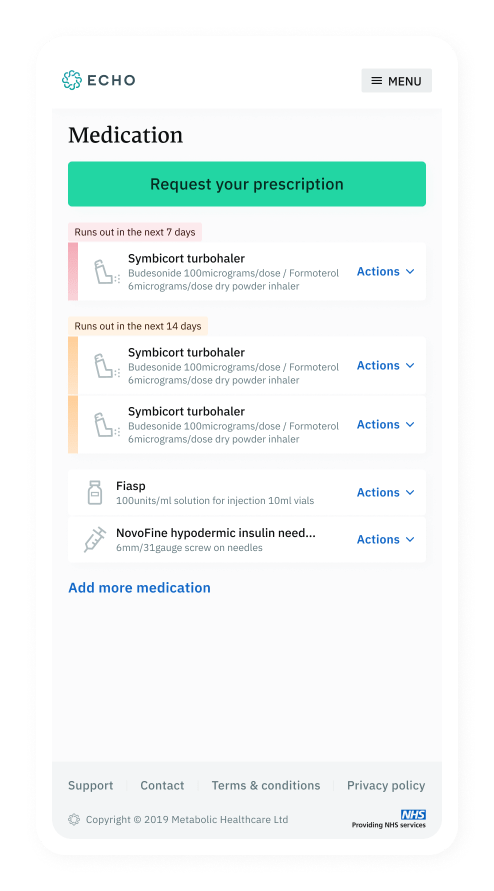 ECHO
MENU
Medication
Request your prescription
Runs out in the next 7 days
Symbicort turbohaler
Budesonide 100micrograms/dose / Formoterol
6micrograms/dose dry powder inhaler
Actions
Runs out in the next 14 days
Symbicort turbohaler
Budesonide 100micrograms/dose / Formoterol
6micrograms/dose dry powder inhaler
Actions
Symbicort turbohaler
Budesonide 100micrograms/dose / Formoterol
6micrograms/dose dry powder inhaler
Actions
Fiasp
100units/ml solution for injection 10ml vials
Actions
NovoFine hypodermic insulin need...
6mm/31gauge screw on needles
Actions
Add more medication
Support
Contact
Terms & conditions
Privacy policy
Copyright © 2019 Metabolic Healthcare Ltd
NHS
Providing NHS services